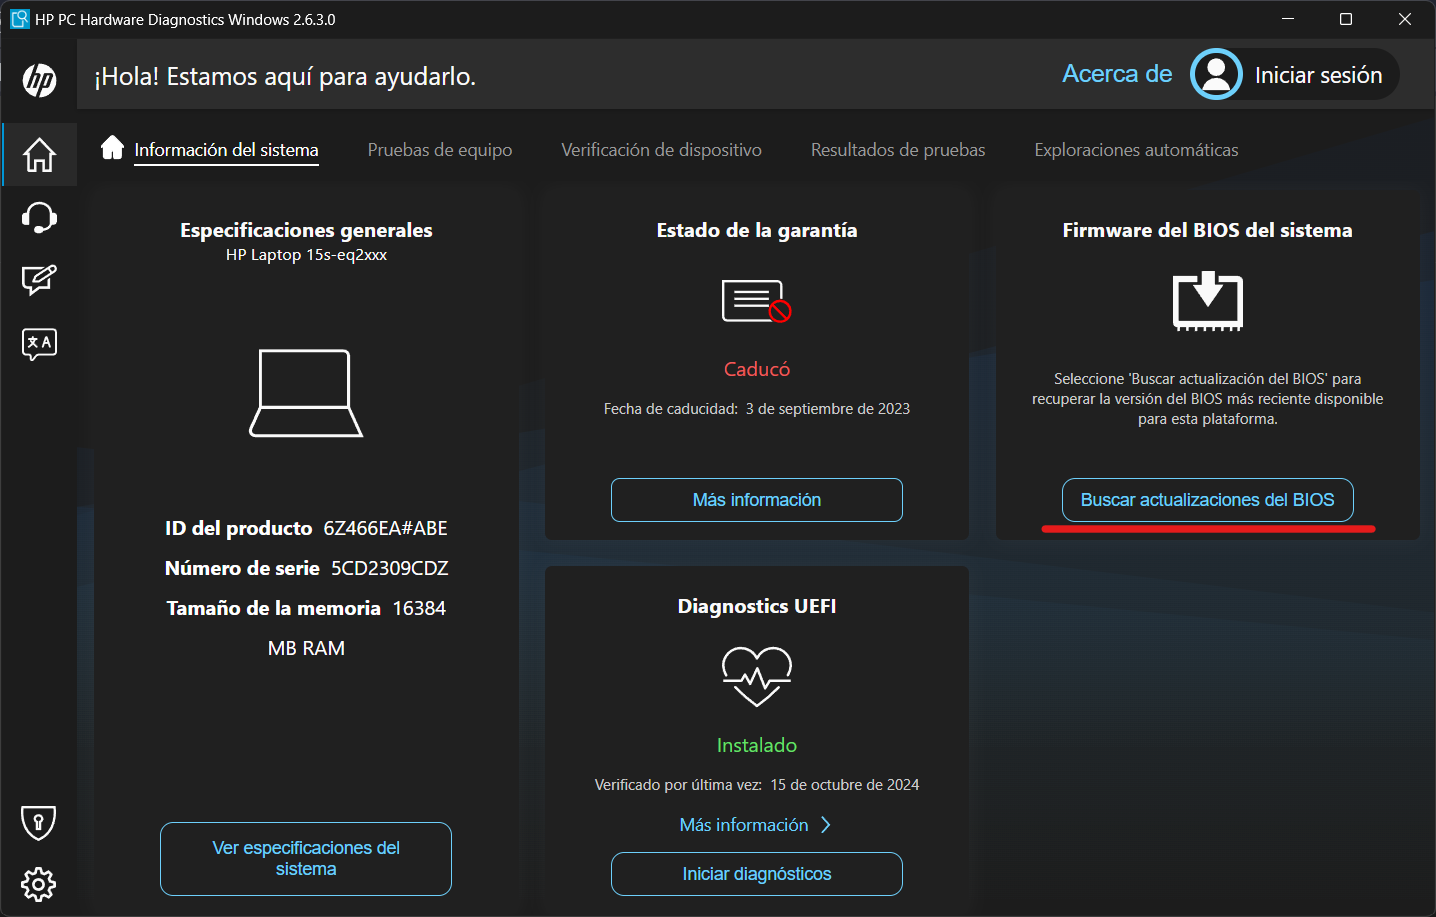 HP PC Hardware Diagnostics Windows 2.6.3.0
hp
¡Hola! Estamos aquí para ayudarlo.
Acerca de
Iniciar sesión
Información del sistema
Pruebas de equipo
Verificación de dispositivo
Resultados de pruebas
Exploraciones automáticas
Especificaciones generales
HP Laptop 15s-eq2xxx
ID del producto 6Z466EA#ABE
Número de serie 5CD2309CDZ
Tamaño de la memoria 16384
MB RAM
Ver especificaciones del
sistema
Estado de la garantía
Caducó
Fecha de caducidad: 3 de septiembre de 2023
Más información
Firmware del BIOS del sistema
Seleccione 'Buscar actualización del BIOS' para
recuperar la versión del BIOS más reciente disponible
para esta plataforma.
Buscar actualizaciones del BIOS
Diagnostics UEFI
Instalado
Verificado por última vez: 15 de octubre de 2024
Más información
Iniciar diagnósticos